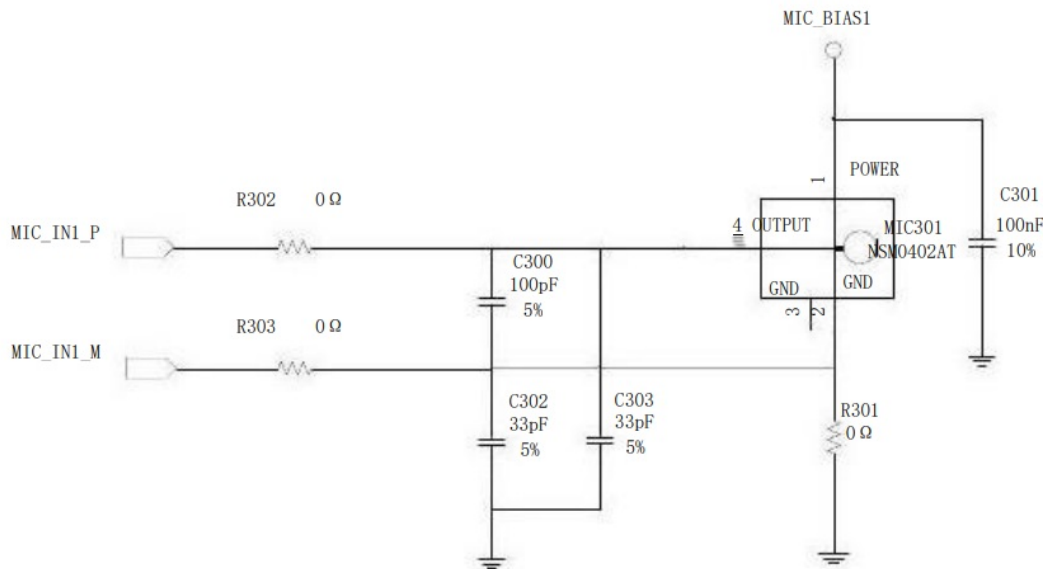 MIC_BIAS1
1
POWER
R302 0Ω
C301
100nF
10%
MIC_IN1_P
4 OUTPUT
MIC301
NSM0402AT
C300
100pF
5%
GND
GND
3
2
R303 0Ω
MIC_IN1_M
C302
33pF
5%
C303
33pF
5%
R301
0Ω